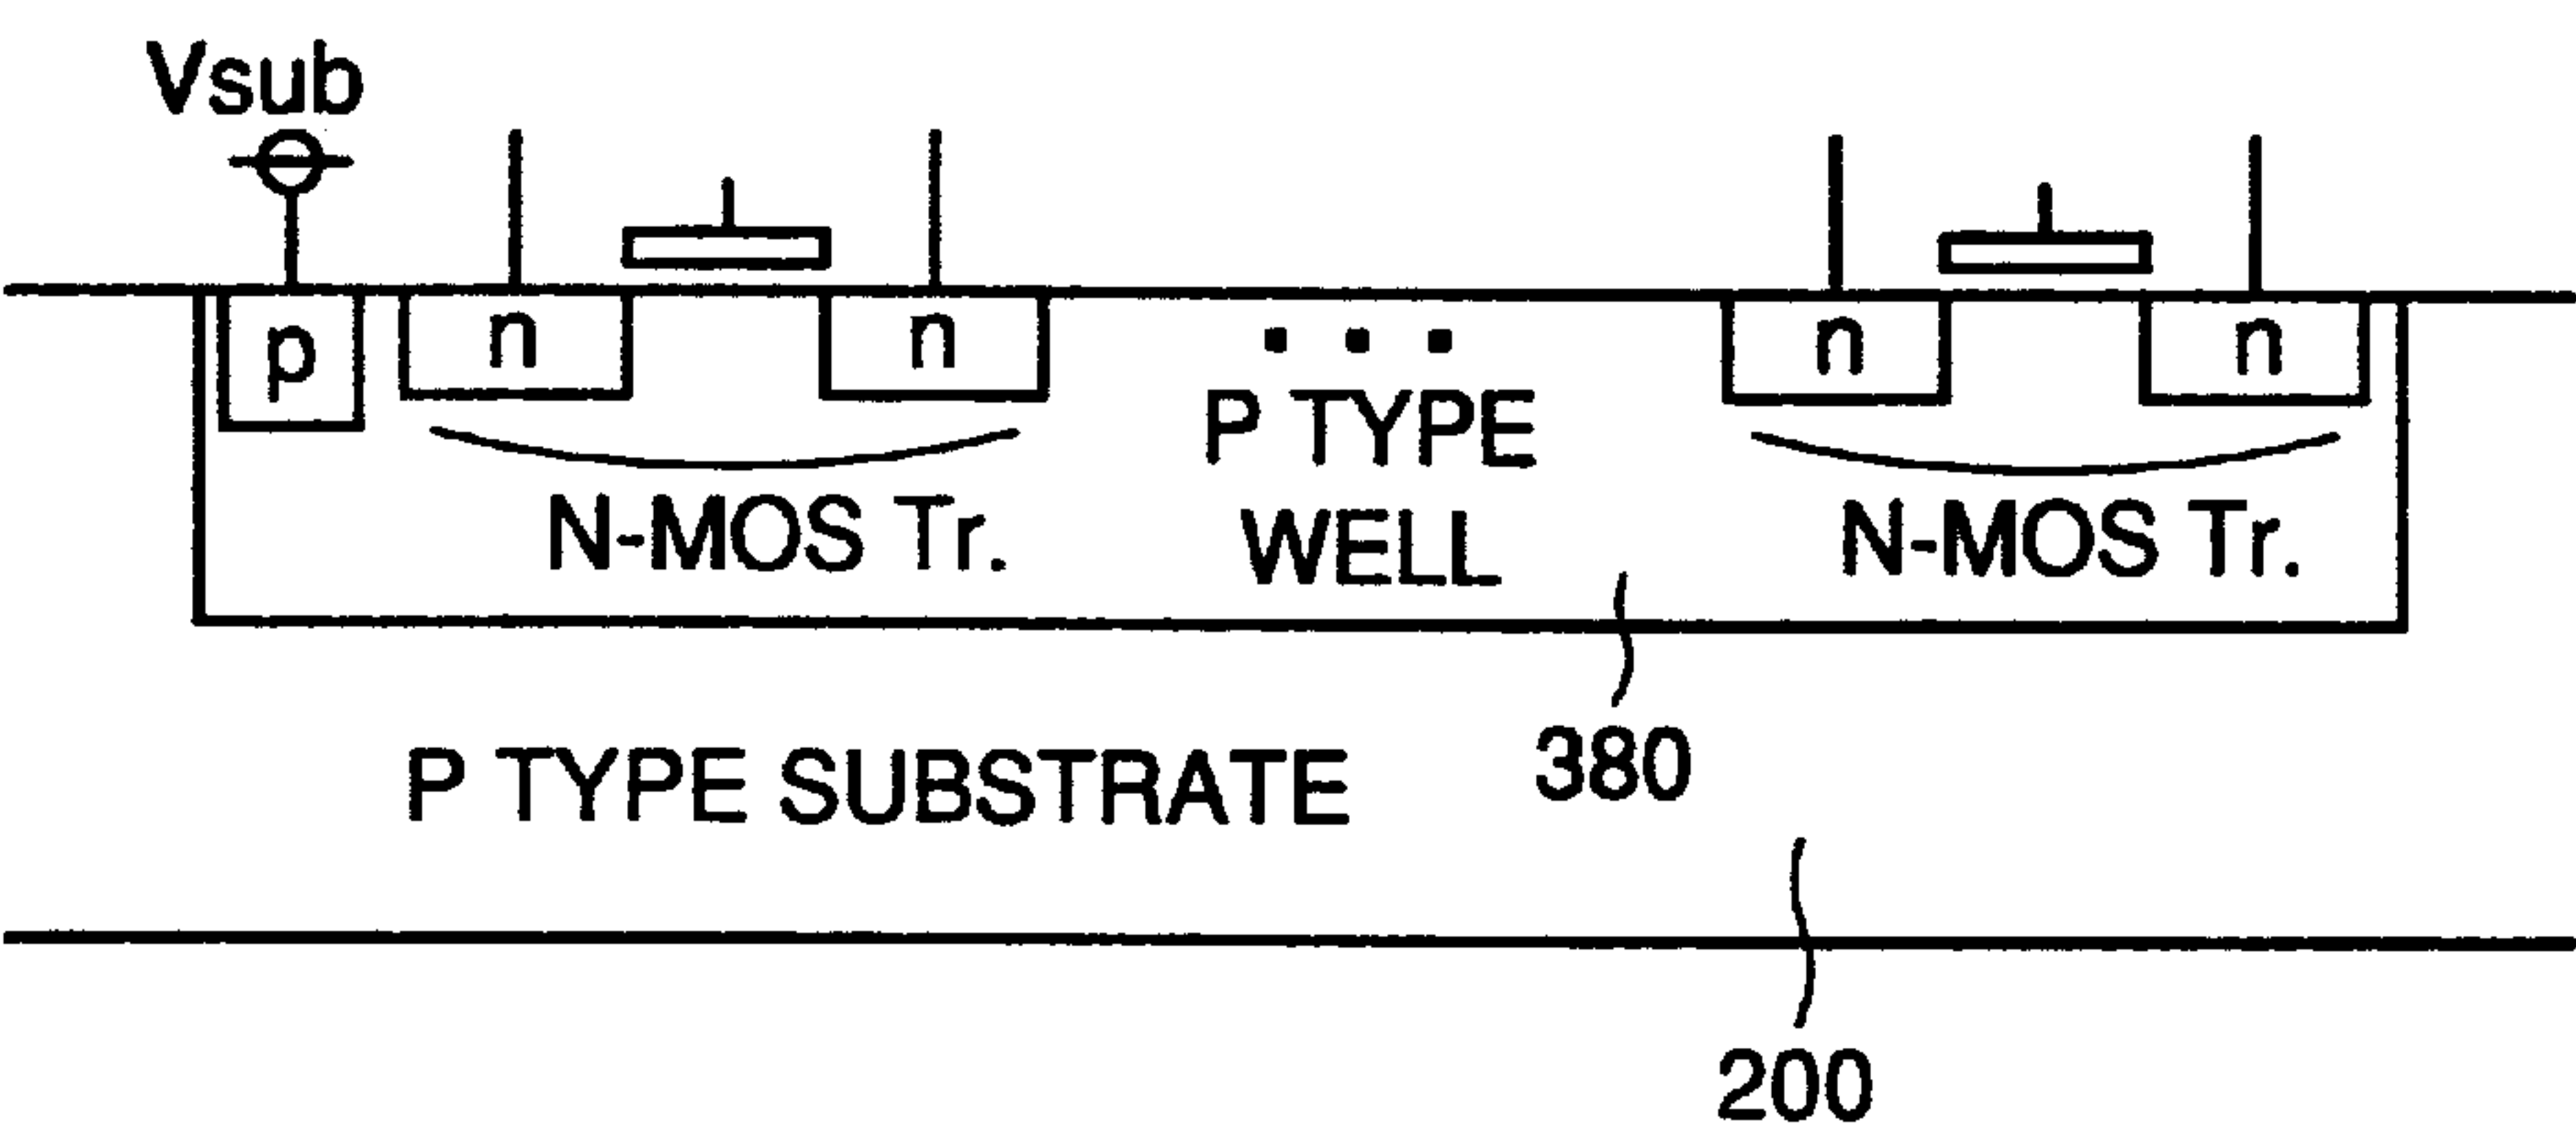 Vsub
p n n n n
P TYPE
WELL
N-MOS Tr. N-MOS Tr.
P TYPE SUBSTRATE
380
200